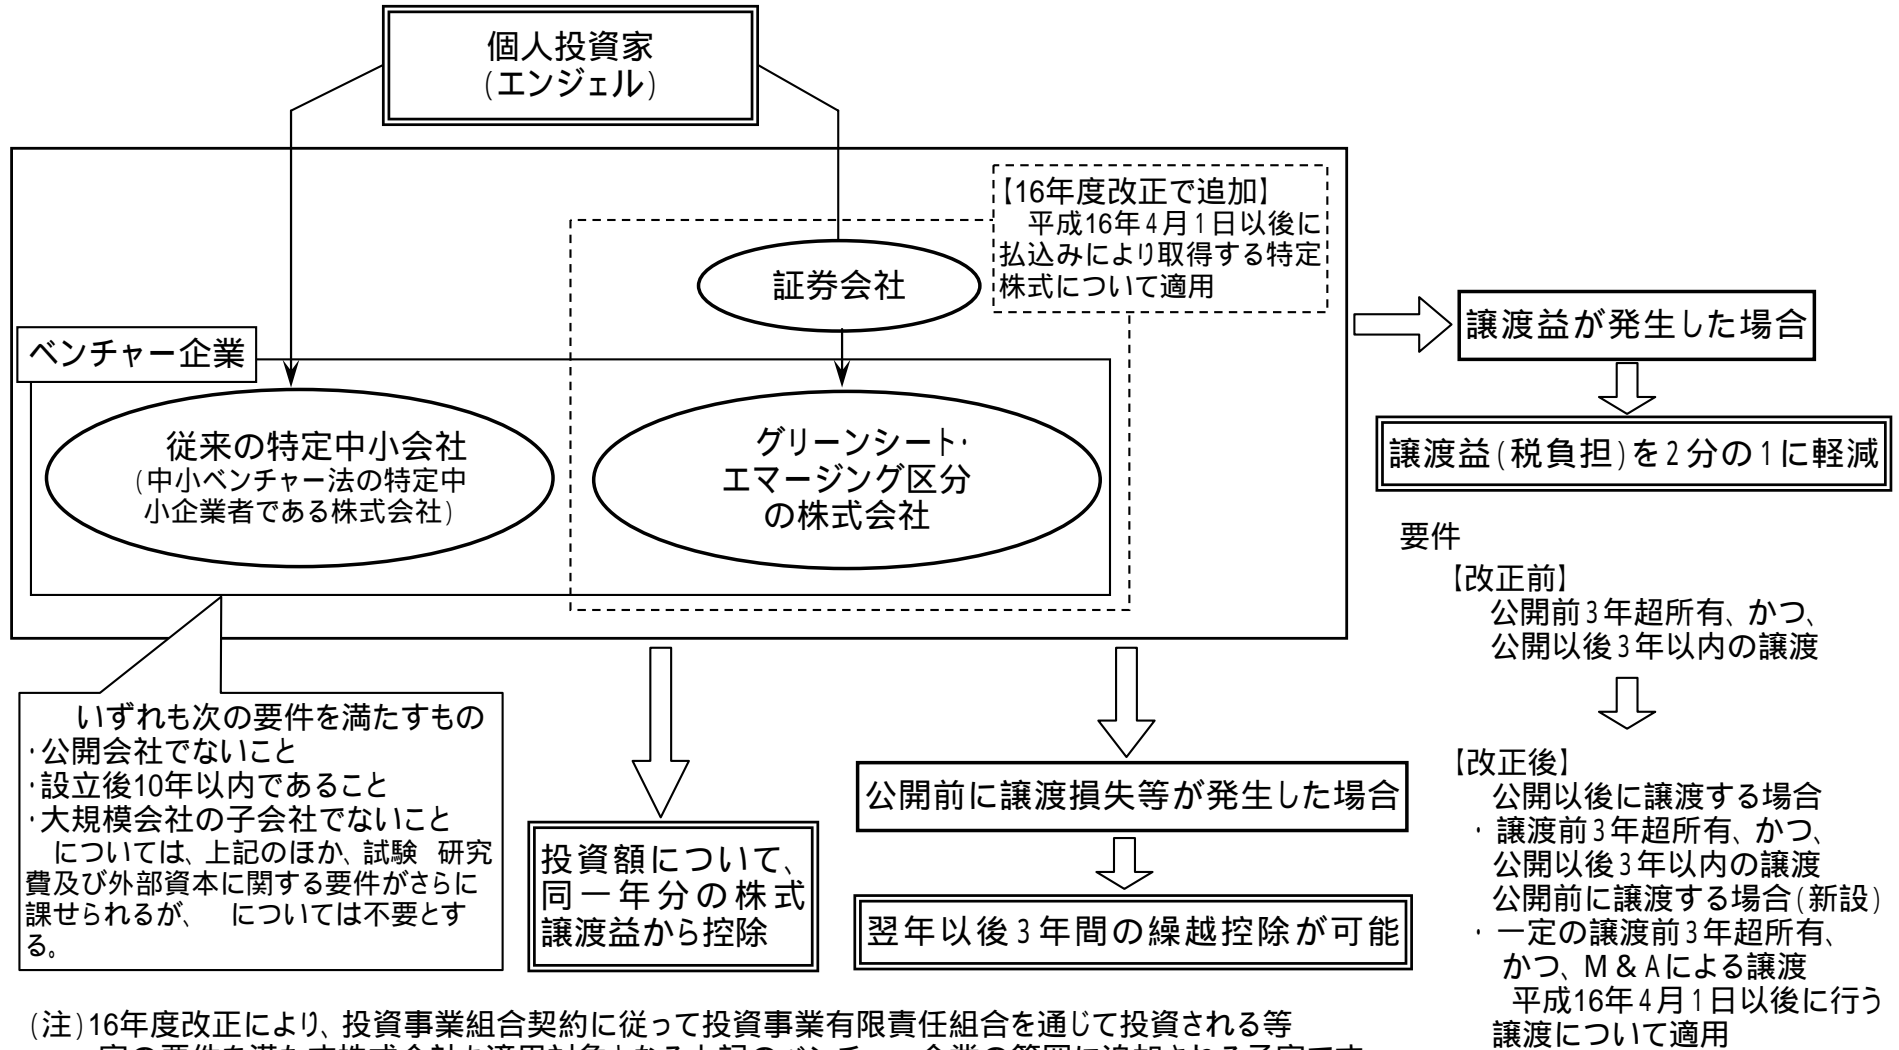 個人投資家
(エンジェル)
【16年度改正で追加】
平成16年4月1日以後に
払込みにより取得する特定
株式について適用
証券会社
ベンチャー企業
従来の特定中小会社
(中小ベンチャー法の特定中
小企業者である株式会社)
グリーンシート・
エマージング区分
の株式会社
いずれも次の要件を満たすもの
・公開会社でないこと
・設立後10年以内であること
・大規模会社の子会社でないこと
については、上記のほか、試験 研究
費及び外部資本に関する要件がさらに
課せられるが、 については不要とす
る。
投資額について、
同一年分の株式
譲渡益から控除
公開前に譲渡損失等が発生した場合
翌年以後3年間の繰越控除が可能
譲渡益が発生した場合
譲渡益(税負担)を2分の1に軽減
要件
【改正前】
公開前3年超所有、かつ、
公開以後3年以内の譲渡
【改正後】
公開以後に譲渡する場合
・ 譲渡前3年超所有、かつ、
公開以後3年以内の譲渡
公開前に譲渡する場合(新設)
・ 一定の譲渡前3年超所有、
かつ、M&Aによる譲渡
平成16年4月1日以後に行う
譲渡について適用
(注)16年度改正により、投資事業組合契約に従って投資事業有限責任組合を通じて投資される等